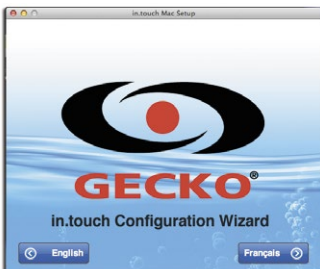 in.touch Mac Setup
GECKO®
in.touch Configuration Wizard
English
Français